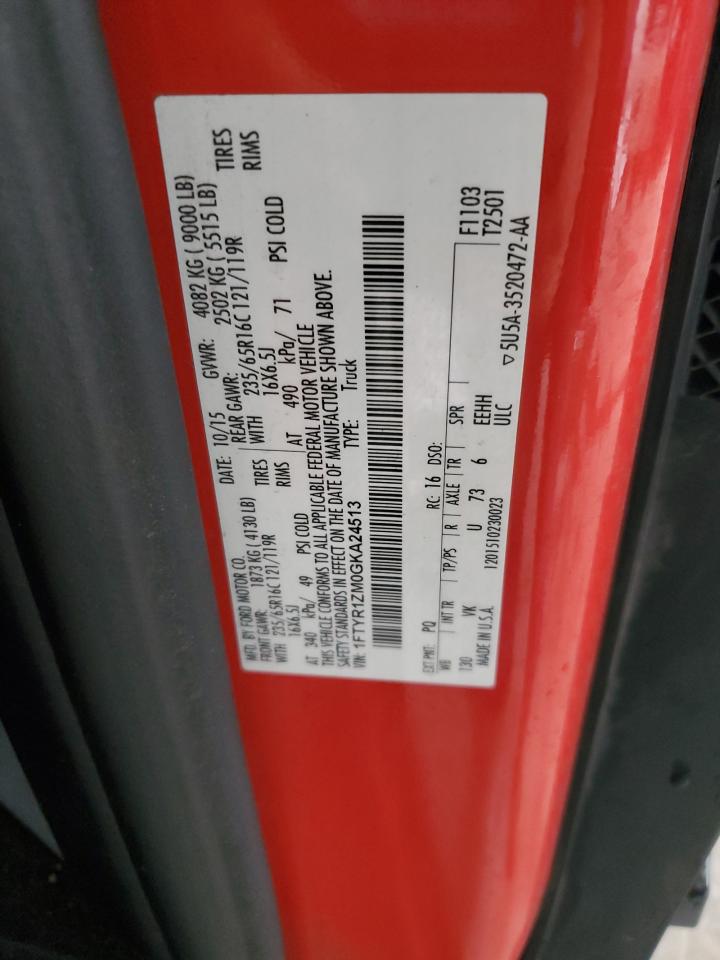 MFD. BY FORD MOTOR CO.
DATE: 10/15 GVWR: 4082 KG ( 9000 LB)
FRONT GAWR: 1873 KG ( 4130 LB)
REAR GAWR: 2502 KG ( 5515 LB)
WITH 235/65R16C 121/119R TIRES
WITH 235/65R16C 121/119R TIRES
16X6.5J RIMS
16X6.5J RIMS
AT 340 kPa/ 49 PSI COLD
AT 490 kPa/ 71 PSI COLD
THIS VEHICLE CONFORMS TO ALL APPLICABLE FEDERAL MOTOR VEHICLE
SAFETY STANDARDS IN EFFECT ON THE DATE OF MANUFACTURE SHOWN ABOVE.
VIN: 1FTYR1ZM0GKA24513 TYPE: Truck
EXT PNT: PQ RC: 16 DSO: F1103
WB INT TR TP/PS R AXLE TR SPR T2501
130 VK U 73 6 EEHH
MADE IN U.S.A. 1201510230023 ULC
▽5U5A-3520472-AA